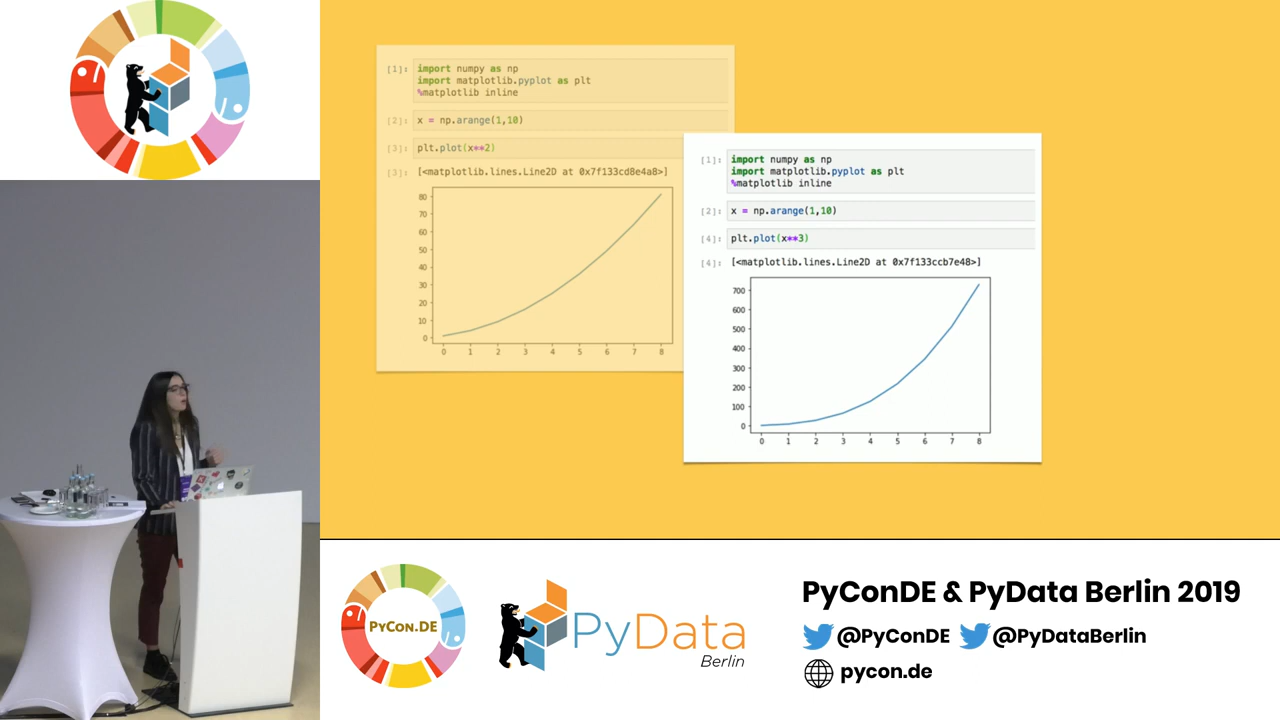 [1]: import numpy as np
import matplotlib.pyplot as plt
%matplotlib inline
[2]: x = np.arange(1,10)
[3]: plt.plot(x**2)
[3]: [<matplotlib.lines.Line2D at 0x7f133cd8e4a8>]
80
70
60
50
40
30
20
10
0
0 1 2 3 4 5 6 7 8
[1]: import numpy as np
import matplotlib.pyplot as plt
%matplotlib inline
[2]: x = np.arange(1,10)
[4]: plt.plot(x**3)
[4]: [<matplotlib.lines.Line2D at 0x7f133ccb7e48>]
700
600
500
400
300
200
100
0
0 1 2 3 4 5 6 7 8
PYCON.DE
PyData
Berlin
PyConDE & PyData Berlin 2019
@PyConDE @PyDataBerlin
pycon.de